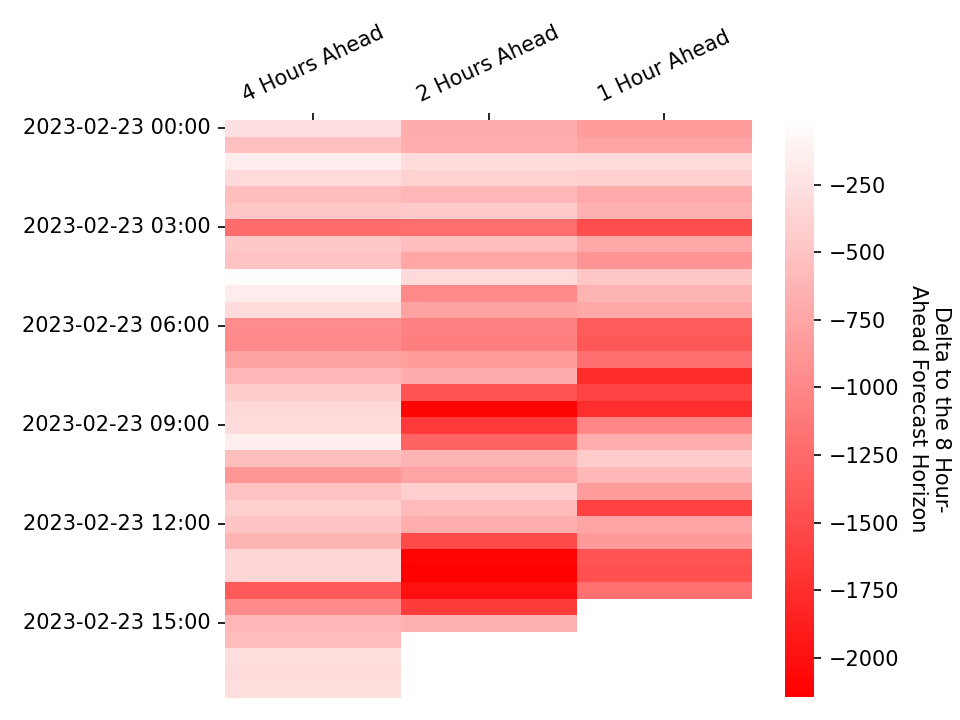 4 Hours Ahead
2 Hours Ahead
1 Hour Ahead
2023-02-23 00:00
2023-02-23 03:00
2023-02-23 06:00
2023-02-23 09:00
2023-02-23 12:00
2023-02-23 15:00
−250
−500
−750
−1000
−1250
−1500
−1750
−2000
Delta to the 8 Hour-
Ahead Forecast Horizon